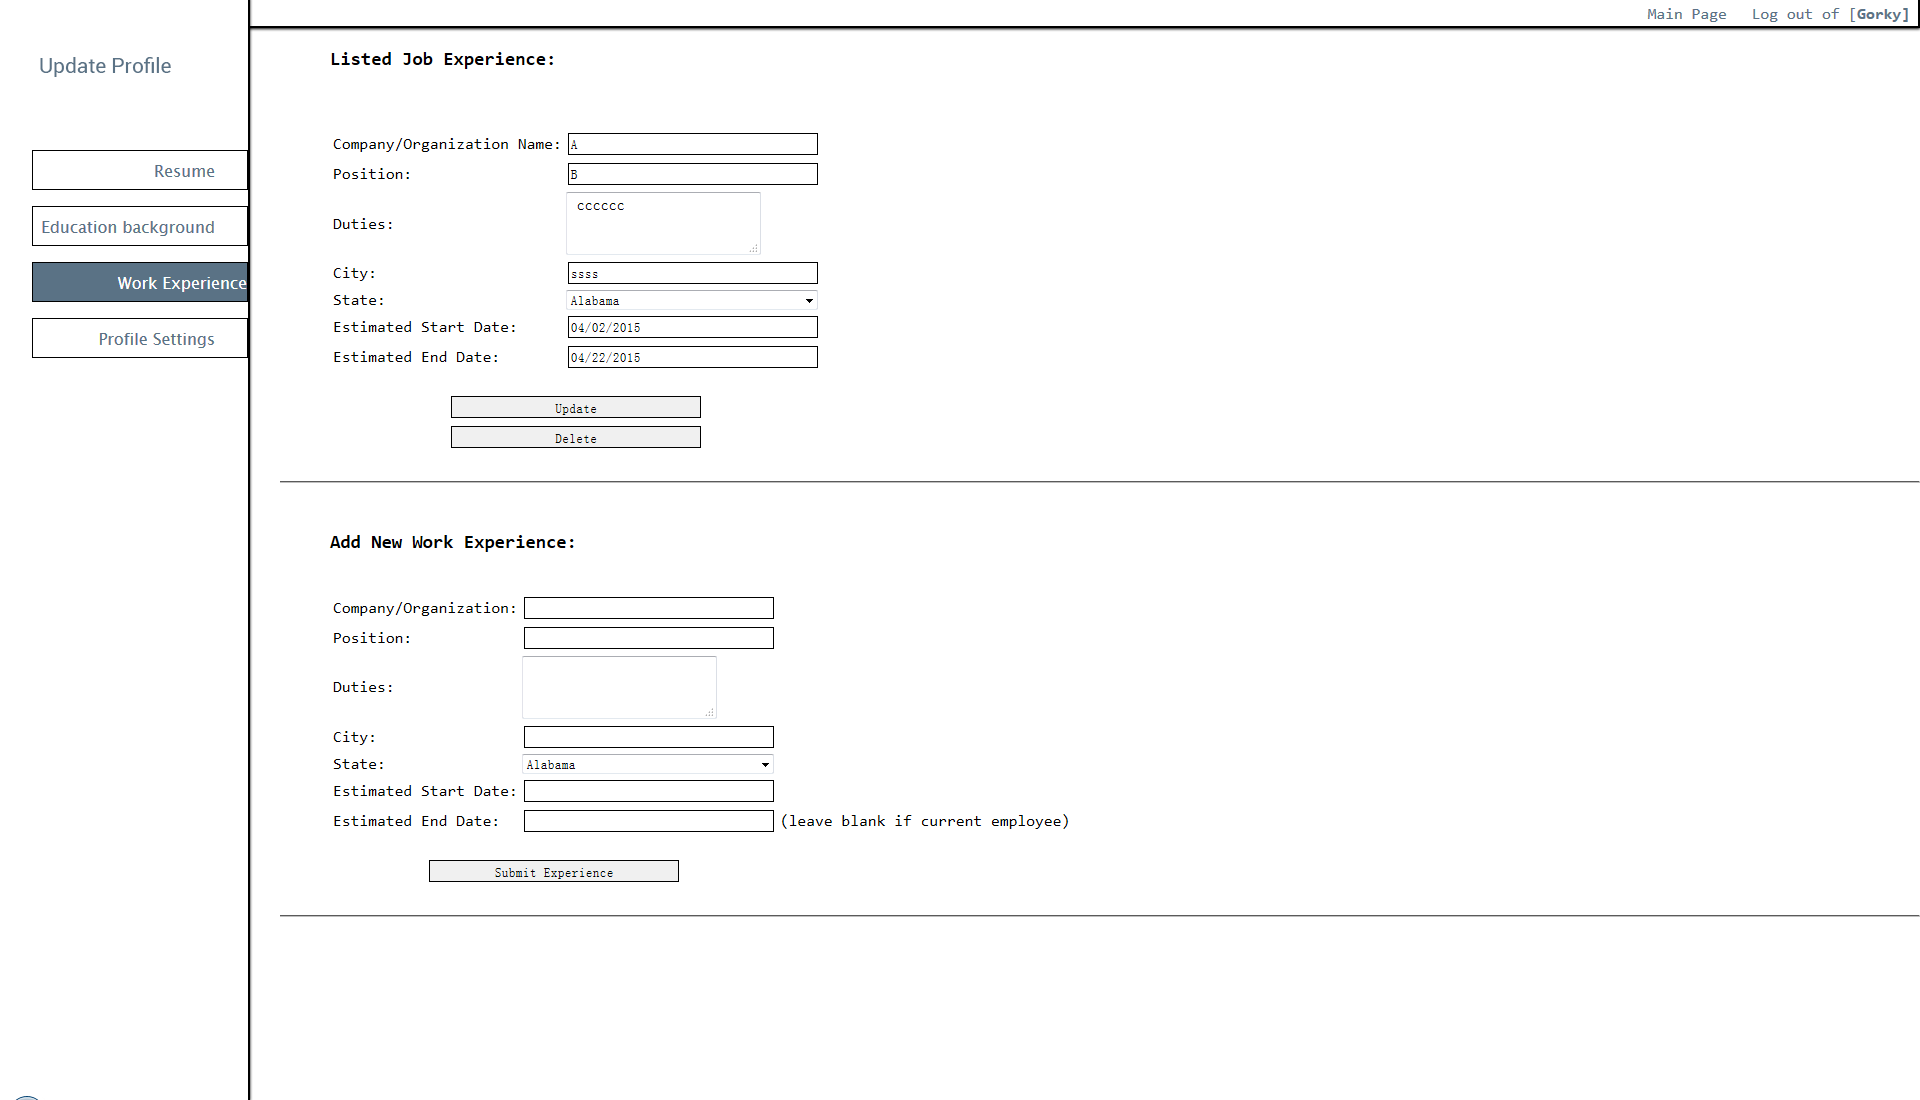 Main Page Log out of [Gorky]
Update Profile
Resume
Education background
Work Experience
Profile Settings
Listed Job Experience:
Company/Organization Name: A
Position: B
Duties: cccccc
City: ssss
State: Alabama
Estimated Start Date: 04/02/2015
Estimated End Date: 04/22/2015
Update
Delete
Add New Work Experience:
Company/Organization:
Position:
Duties:
City:
State: Alabama
Estimated Start Date:
Estimated End Date: (leave blank if current employee)
Submit Experience